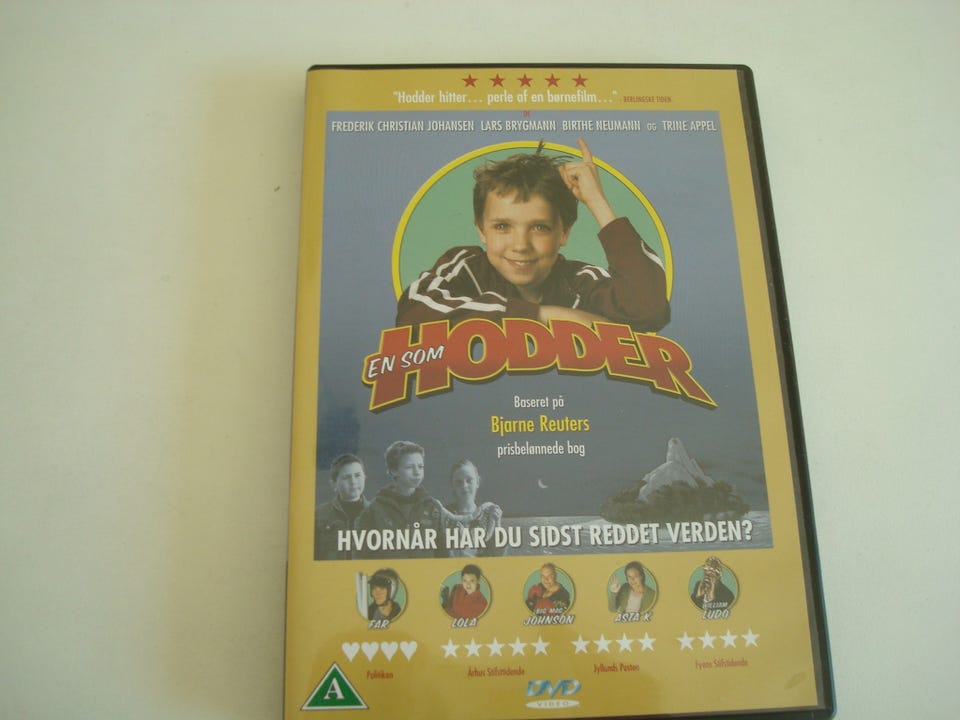 "Hodder hitter... perle af en børnefilm..." - BERLINGSKE TIDEN
FREDERIK CHRISTIAN JOHANSEN LARS BRYGMANN BIRTHE NEUMANN OG TRINE APPEL
EN SOM
HODDER
Baseret på
Bjarne Reuters
prisbelønnede bog
HVORNÅR HAR DU SIDST REDDET VERDEN?
FAR
LOLA
"BIG MAC"
JOHNSON
ASTA K
WILLIAM
LUDO
Politiken
Århus Stiftstidende
Jyllands Posten
Fyens Stiftstidende
A
DVD
VIDEO